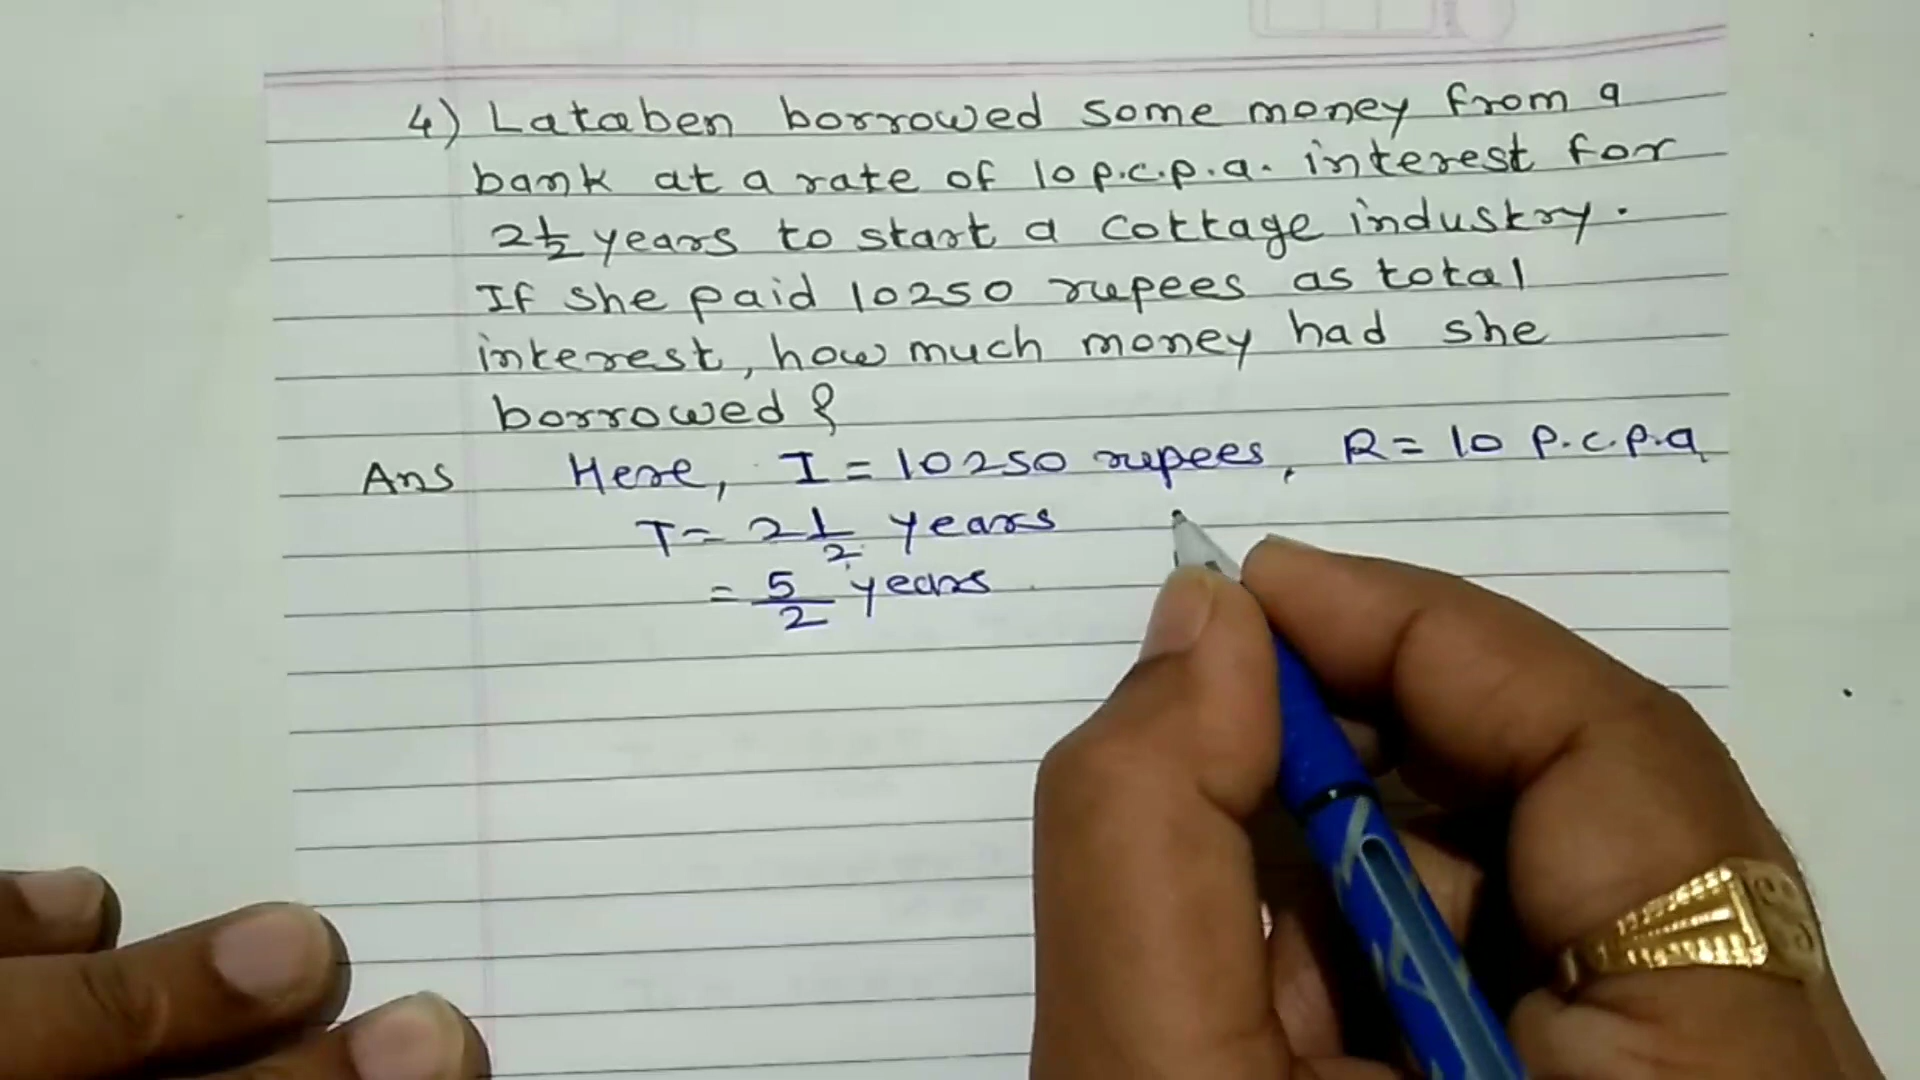 4) Lataben borrowed some money from a
bank at a rate of 10 p.c.p.a. interest for
2½ years to start a cottage industry.
If she paid 10250 rupees as total
interest, how much money had she
borrowed?
Ans Here, I = 10250 rupees, R = 10 P.c.p.a
T = 2 1/2 years
= 5/2 years